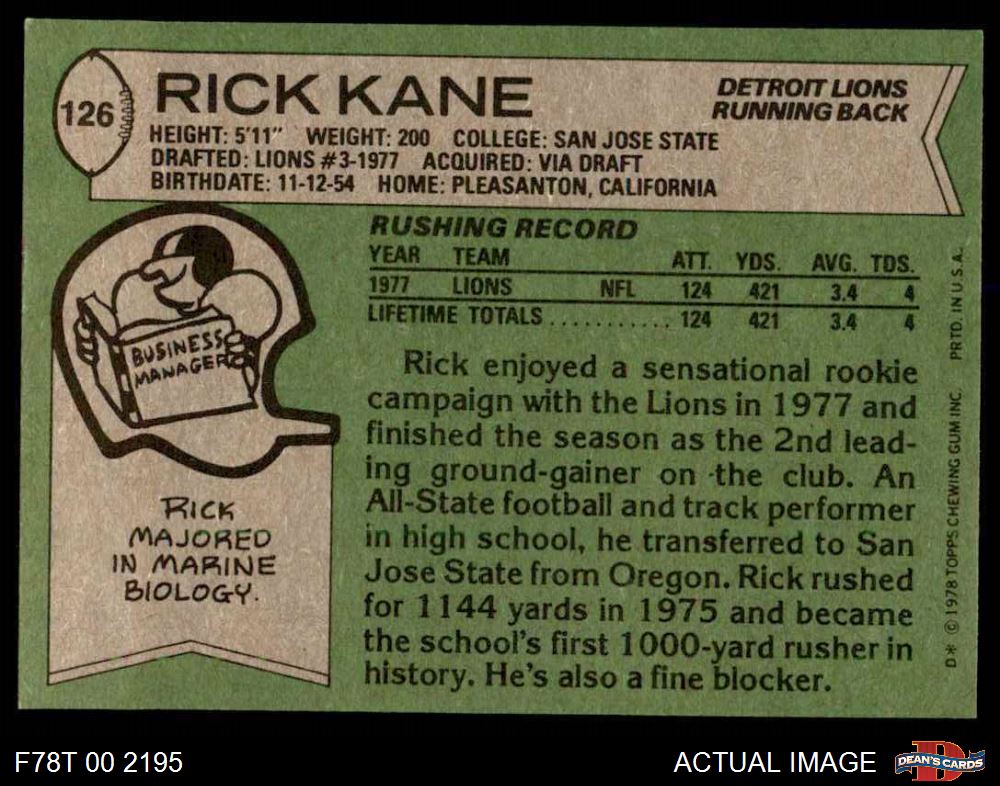 126
RICK KANE
DETROIT LIONS
RUNNING BACK
HEIGHT: 5'11" WEIGHT: 200 COLLEGE: SAN JOSE STATE
DRAFTED: LIONS #3-1977 ACQUIRED: VIA DRAFT
BIRTHDATE: 11-12-54 HOME: PLEASANTON, CALIFORNIA
RUSHING RECORD
YEAR TEAM ATT. YDS. AVG. TDS.
1977 LIONS NFL 124 421 3.4 4
LIFETIME TOTALS ........... 124 421 3.4 4
BUSINESS
MANAGER
RICK
MAJORED
IN MARINE
BIOLOGY.
Rick enjoyed a sensational rookie
campaign with the Lions in 1977 and
finished the season as the 2nd lead-
ing ground-gainer on the club. An
All-State football and track performer
in high school, he transferred to San
Jose State from Oregon. Rick rushed
for 1144 yards in 1975 and became
the school's first 1000-yard rusher in
history. He's also a fine blocker.
D* © 1978 TOPPS CHEWING GUM INC. PRTD. IN U.S.A.
F78T 00 2195
ACTUAL IMAGE
DEAN'S CARDS